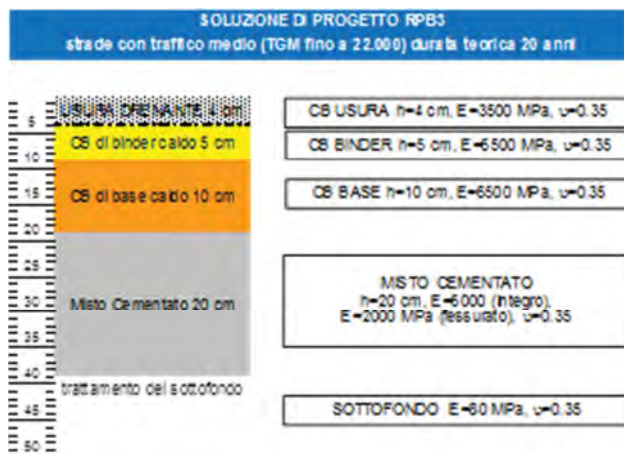 SOLUZIONE DI PROGETTO RPB3
strade con traffico medio (TGM fino a 22.000) durata teorica 20 anni
USURA DRENANTE 4 cm
CB USURA h=4 cm, E=3500 MPa, υ=0.35
5
CB di binder caldo 5 cm
CB BINDER h=5 cm, E=5500 MPa, υ=0.35
10
15
CB di base caldo 10 cm
CB BASE h=10 cm, E=6500 MPa, υ=0.35
20
25
MISTO CEMENTATO
30
Misto Cementato 20 cm
h=20 cm, E=5000 (integro),
E=2000 MPa (fessurato), υ=0.35
35
40
trattamento del sottofondo
45
SOTTOFONDO E=60 MPa, υ=0.35
50